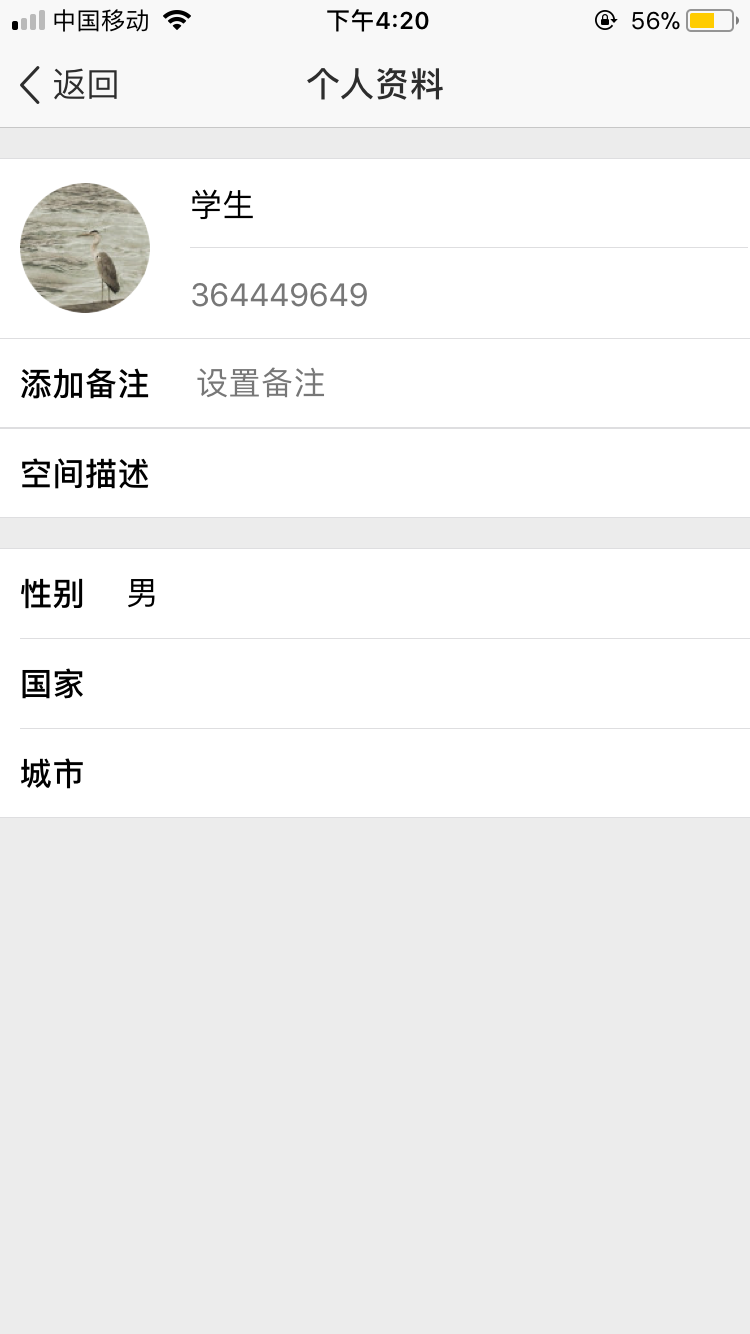 中国移动 下午4:20 56%
返回 个人资料
学生
364449649
添加备注 设置备注
空间描述
性别 男
国家
城市